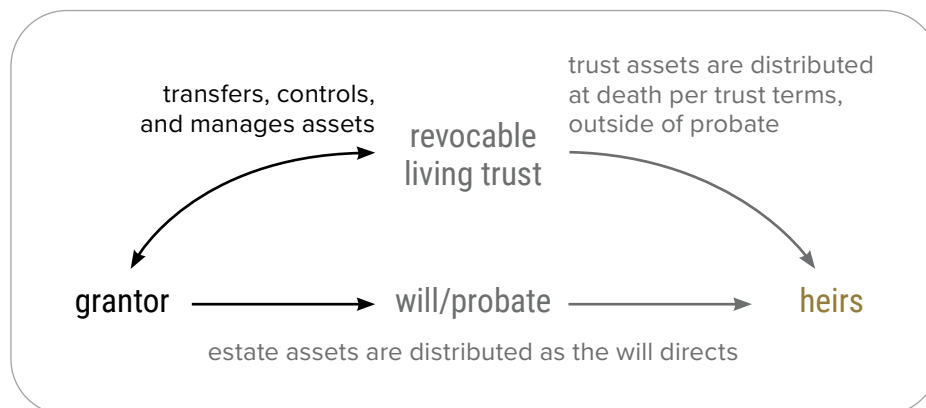 transfers, controls,
and manages assets
trust assets are distributed
at death per trust terms,
outside of probate
revocable
living trust
grantor
will/probate
heirs
estate assets are distributed as the will directs